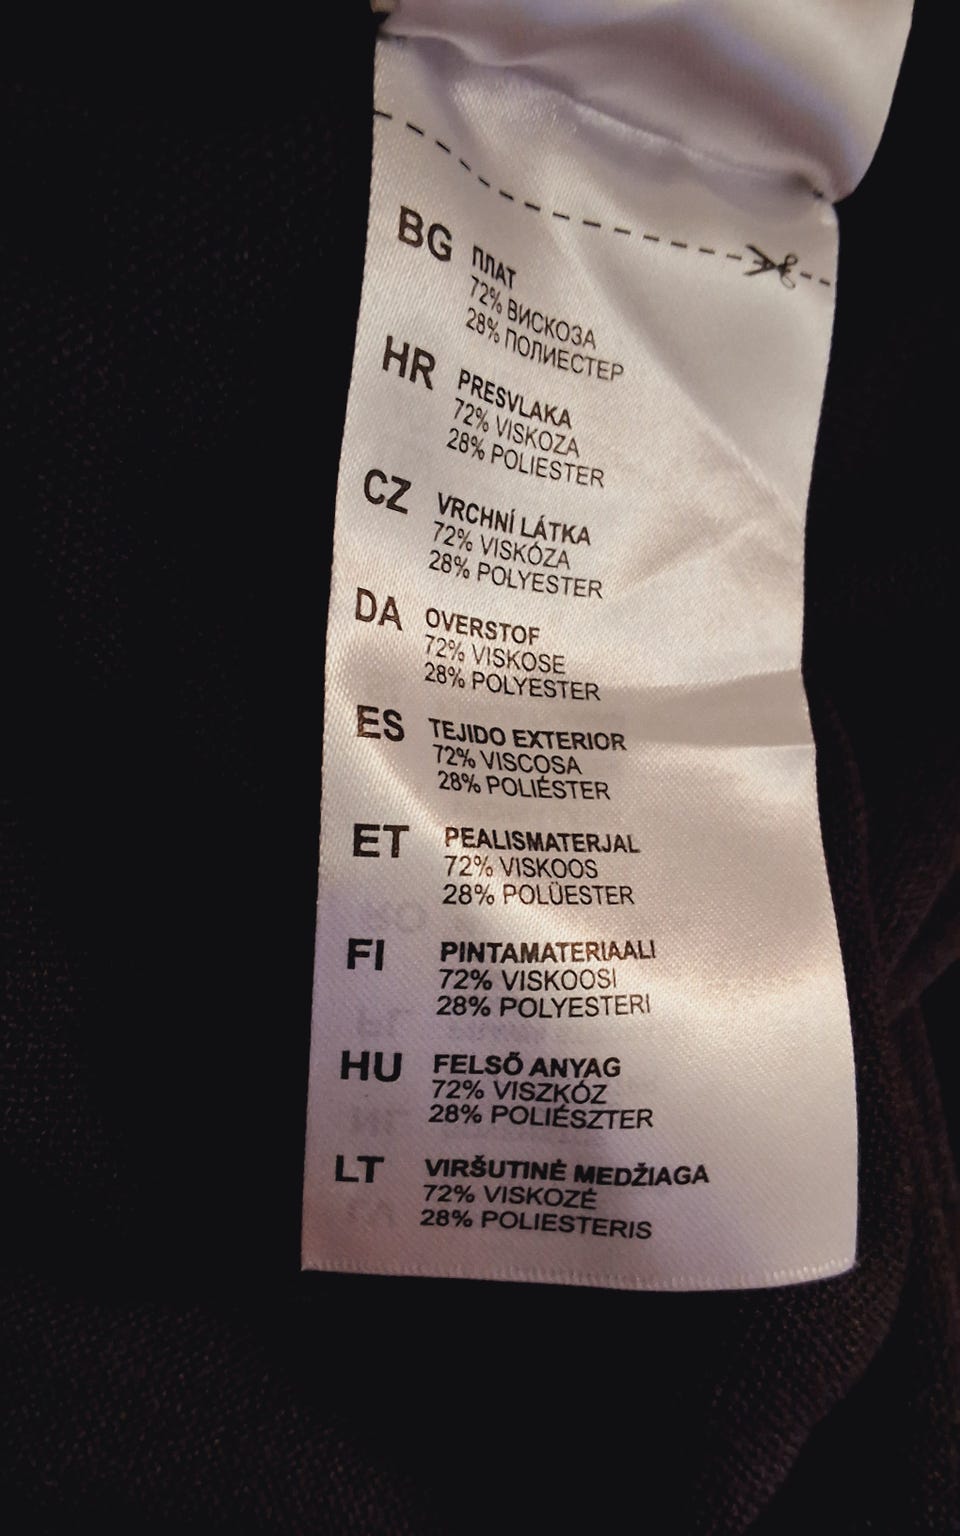 BG ПЛАТ
72% ВИСКОЗА
28% ПОЛИЕСТЕР
HR PRESVLAKA
72% VISKOZA
28% POLIESTER
CZ VRCHNÍ LÁTKA
72% VISKÓZA
28% POLYESTER
DA OVERSTOF
72% VISKOSE
28% POLYESTER
ES TEJIDO EXTERIOR
72% VISCOSA
28% POLIÉSTER
ET PEALISMATERJAL
72% VISKOOS
28% POLÜESTER
FI PINTAMATERIAALI
72% VISKOOSI
28% POLYESTERI
HU FELSŐ ANYAG
72% VISZKÓZ
28% POLIÉSZTER
LT VIRŠUTINĖ MEDŽIAGA
72% VISKOZĖ
28% POLIESTERIS